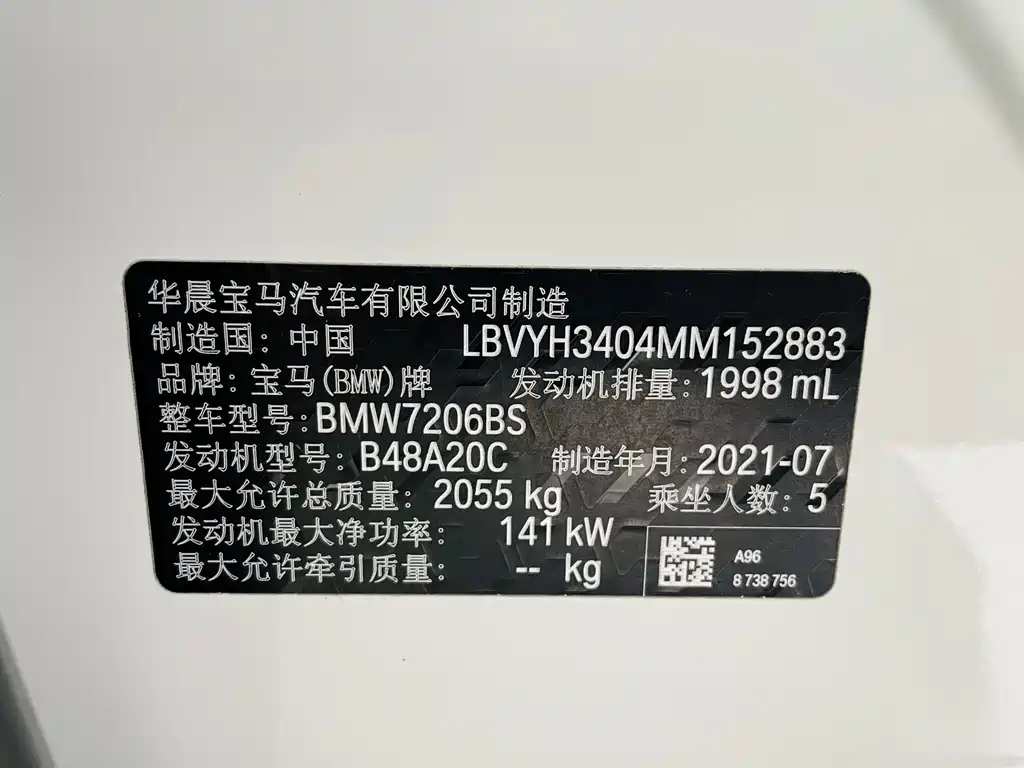 华晨宝马汽车有限公司制造
制造国: 中国 LBVYH3404MM152883
品牌: 宝马(BMW)牌 发动机排量: 1998 mL
整车型号: BMW7206BS
发动机型号: B48A20C 制造年月: 2021-07
最大允许总质量: 2055 kg 乘坐人数: 5
发动机最大净功率: 141 kW
最大允许牵引质量: -- kg
A96
8 738 756